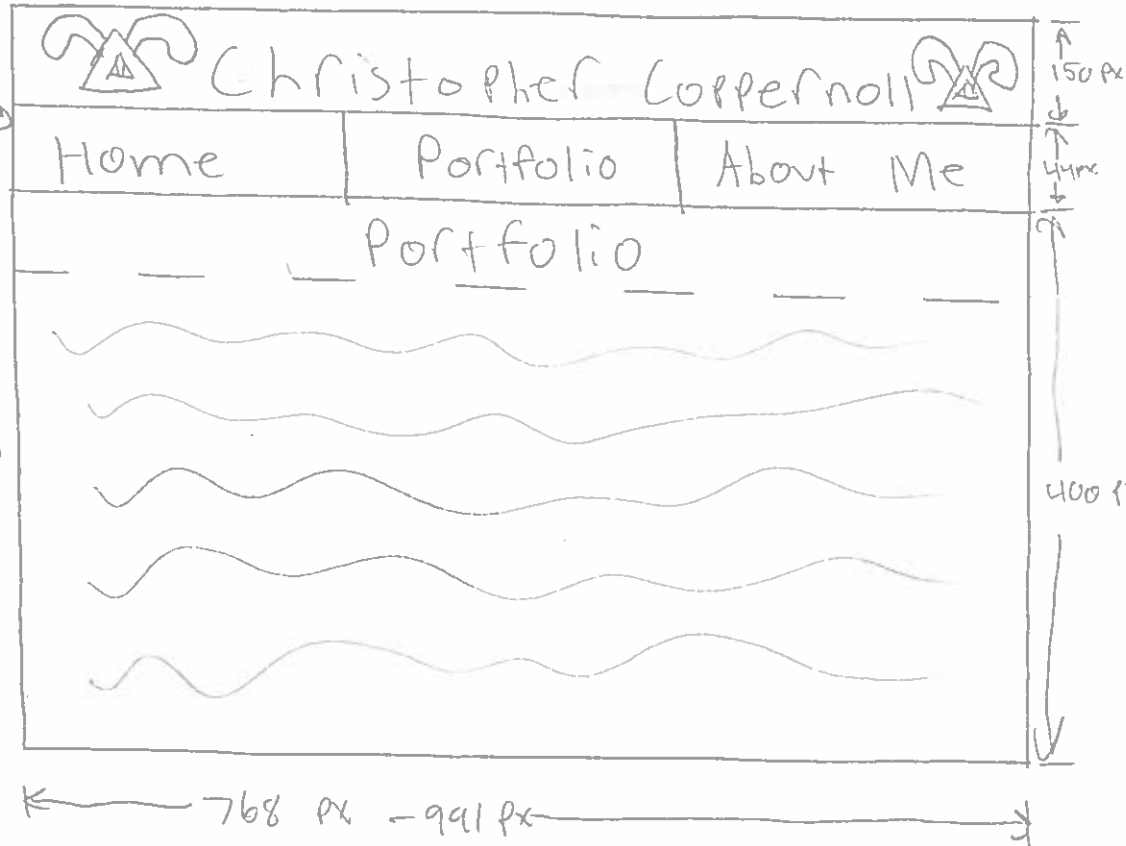 Christopher Coppernoll
150 px
Home Portfolio About Me
44px
Portfolio
400 p
768 px - 991 px